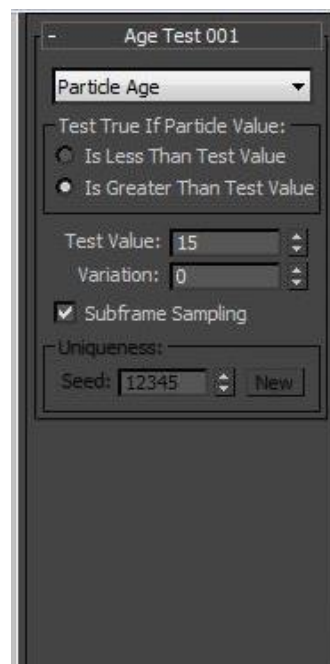 - Age Test 001
Particle Age
Test True If Particle Value:
Is Less Than Test Value
Is Greater Than Test Value
Test Value: 15
Variation: 0
Subframe Sampling
Uniqueness:
Seed: 12345 New